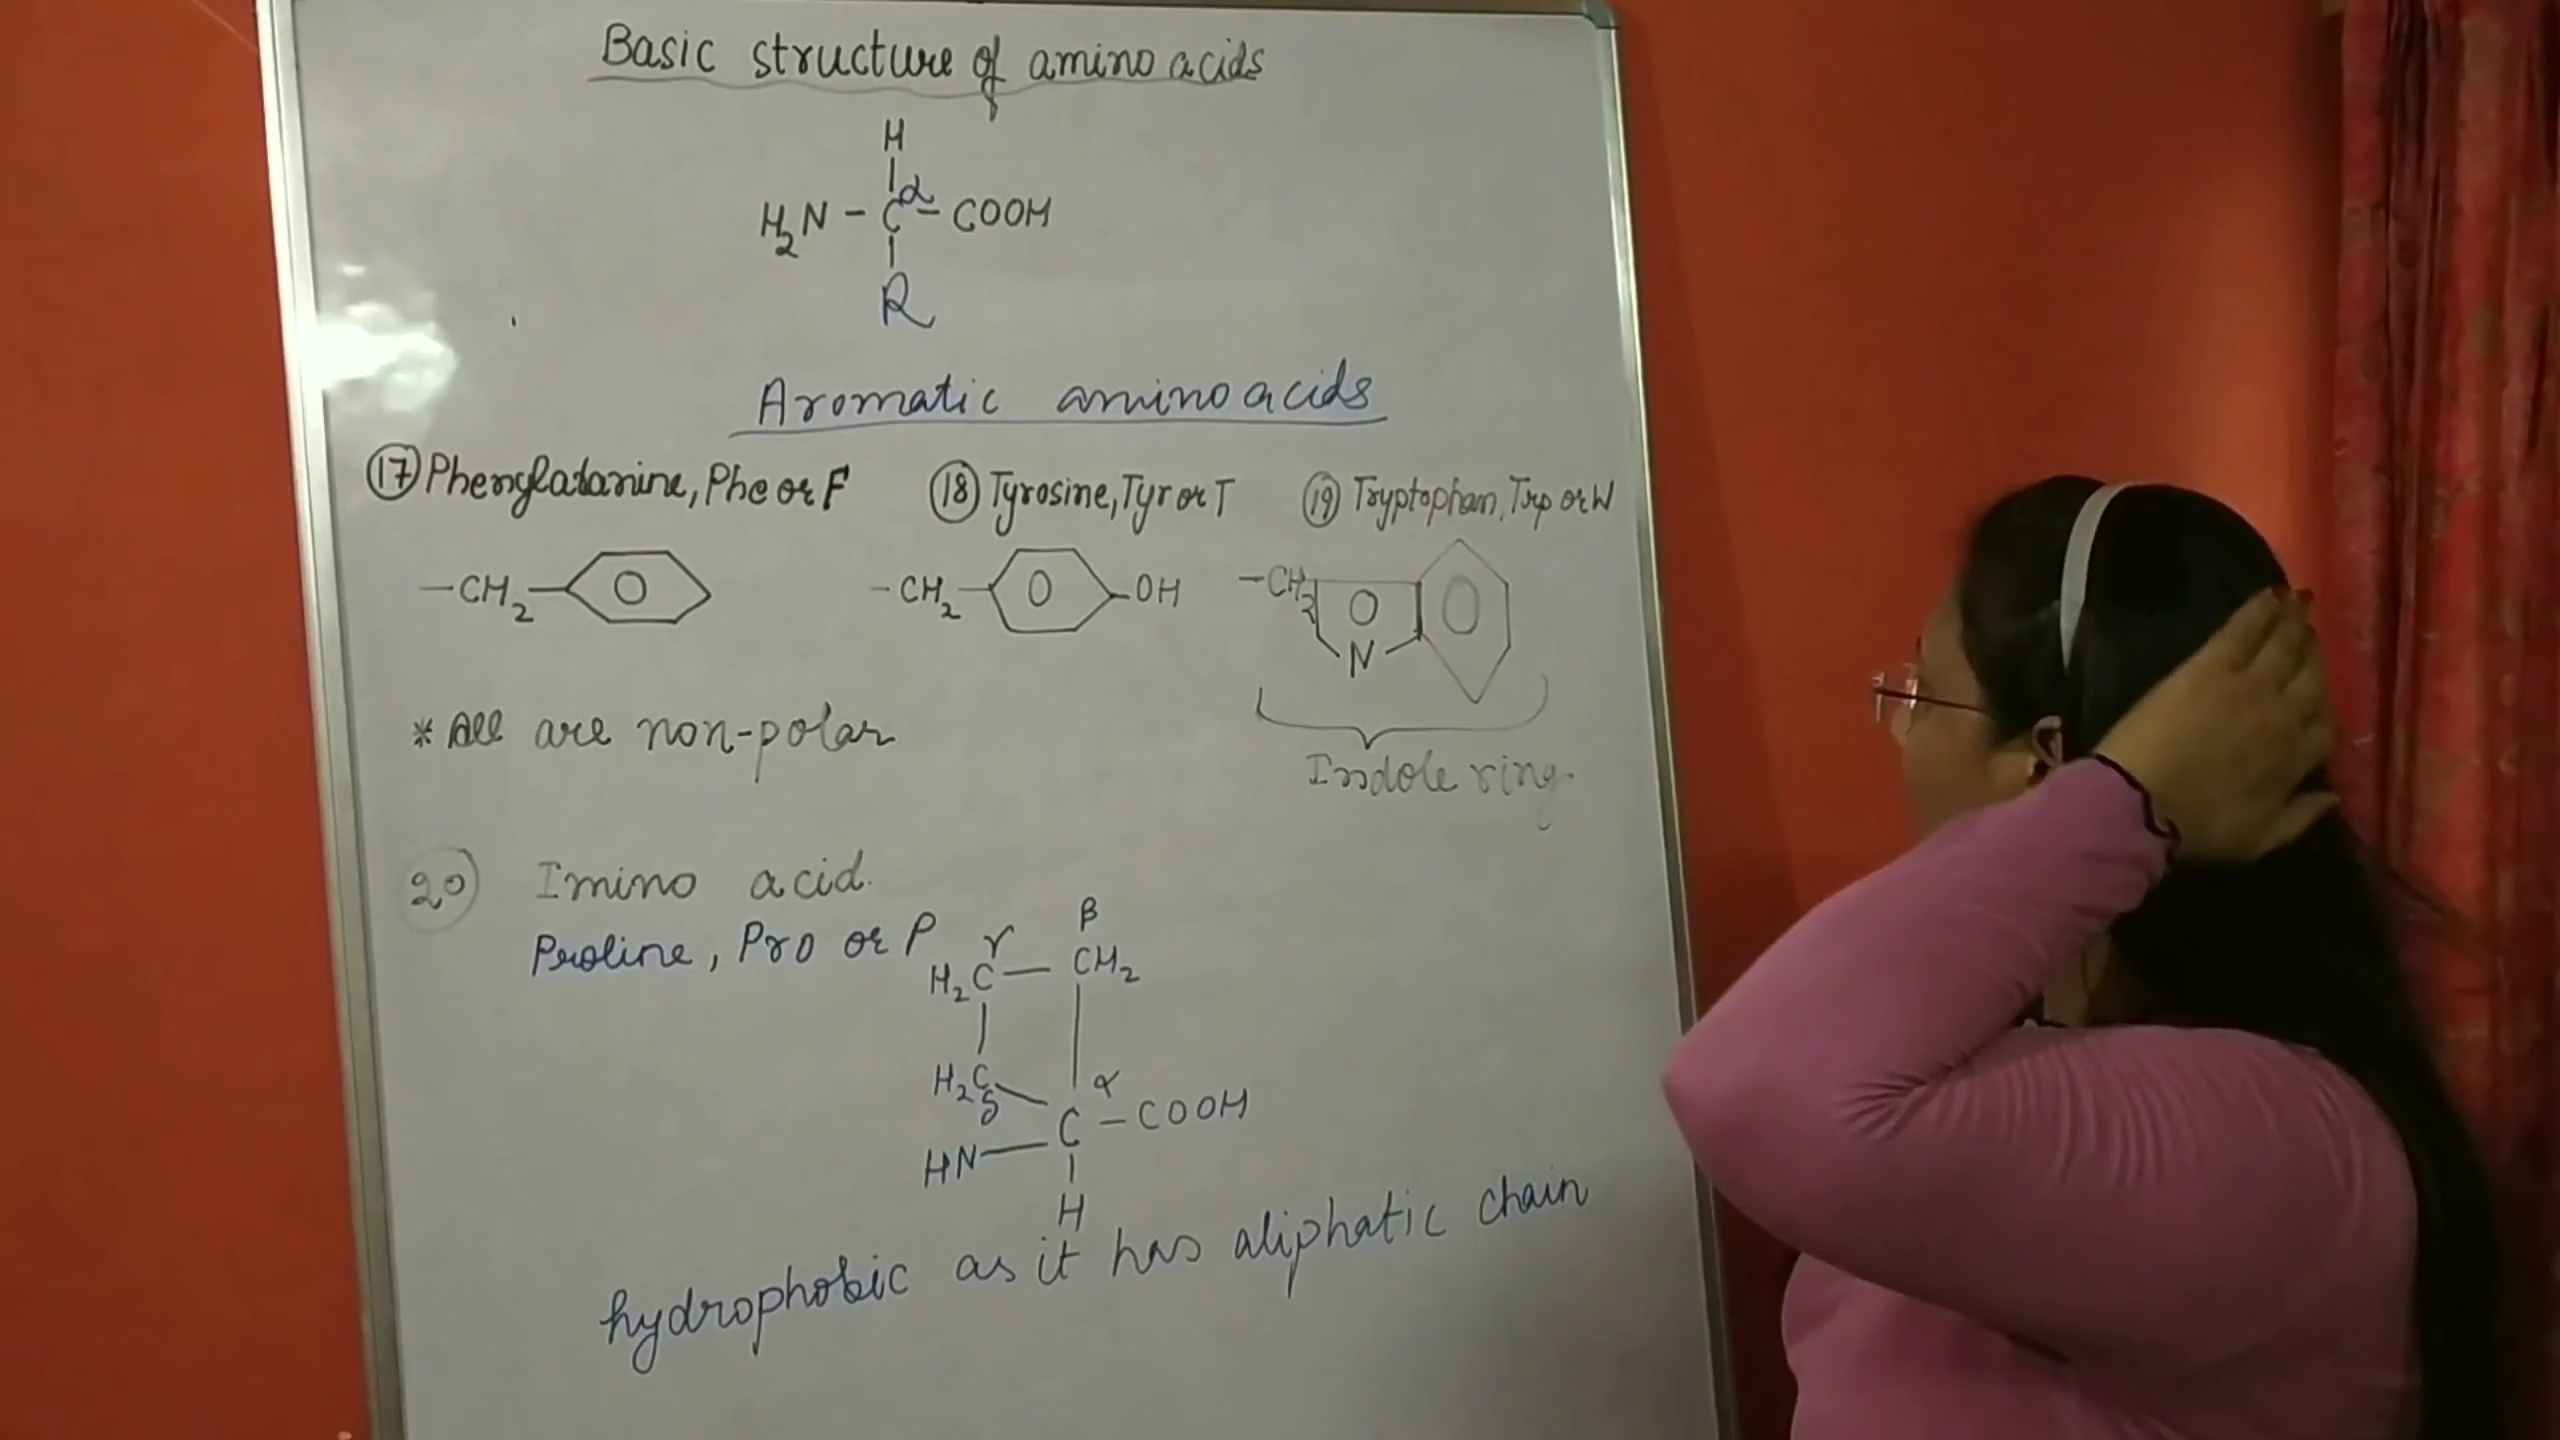 Basic structure of amino acids
H
H2N - Cα - COOH
R
Aromatic amino acids
17 Phenylalanine, Phe or F
18 Tyrosine, Tyr or T
19 Tryptophan, Trp or W
-CH2-
-CH2- -OH
-CH2
N
* All are non-polar
Indole ring
20 Imino acid.
Proline, Pro or P
γ β
H2C - CH2
H2C
δ α
C - COOH
HN
H
hydrophobic as it has aliphatic chain